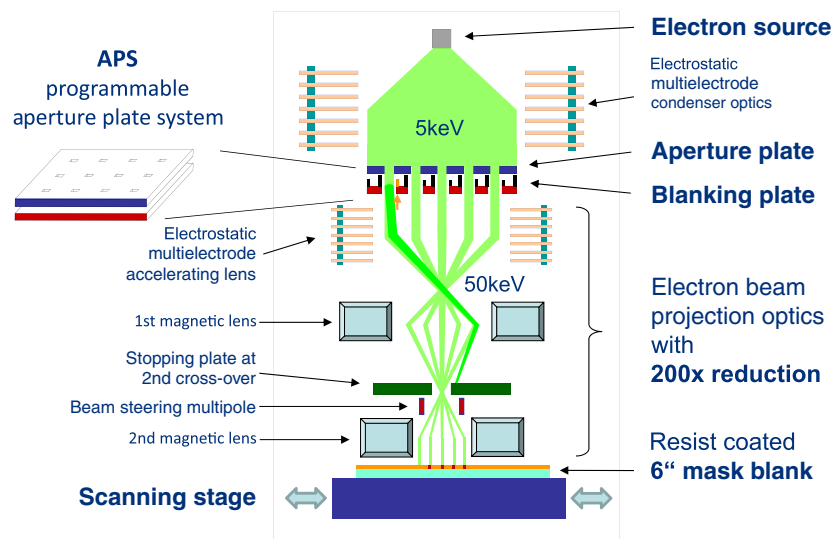 Electron source
Electrostatic
multielectrode
condenser optics
APS
programmable
aperture plate system
5keV
Aperture plate
Blanking plate
Electrostatic
multielectrode
accelerating lens
50keV
1st magnetic lens
Electron beam
projection optics
with
200x reduction
Stopping plate at
2nd cross-over
Beam steering multipole
2nd magnetic lens
Resist coated
6“ mask blank
Scanning stage